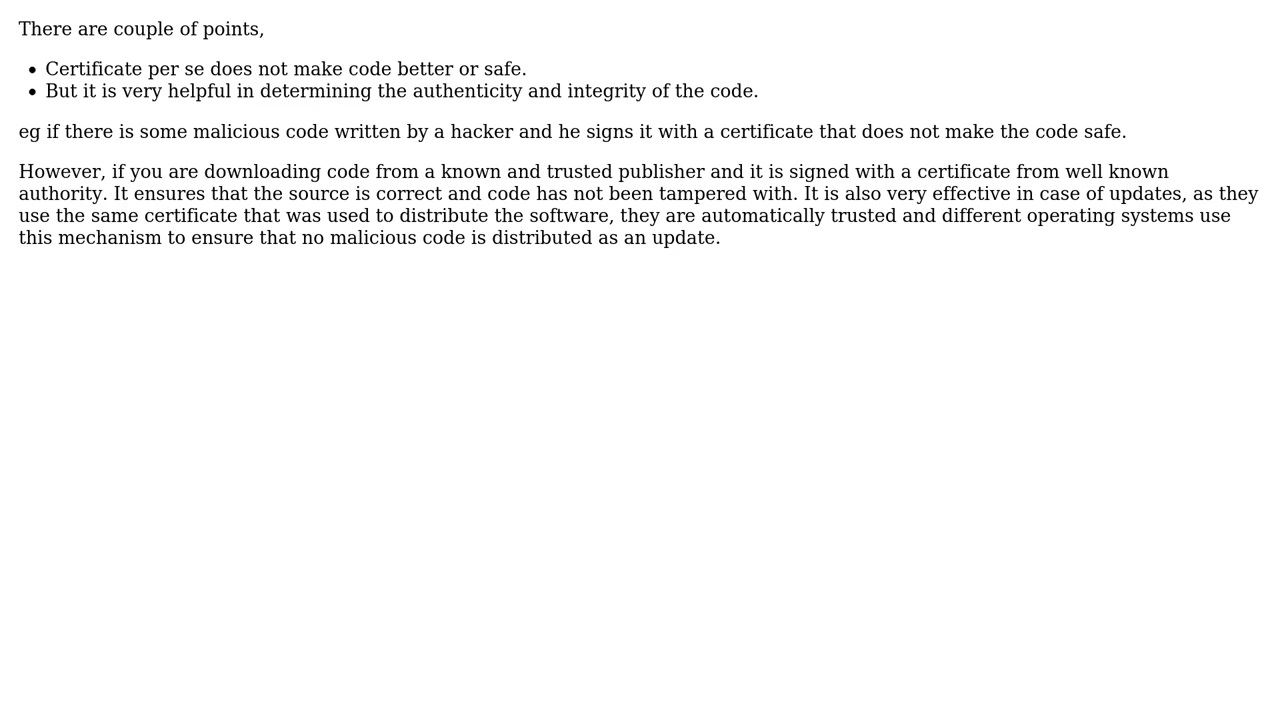 There are couple of points,
• Certificate per se does not make code better or safe.
• But it is very helpful in determining the authenticity and integrity of the code.
eg if there is some malicious code written by a hacker and he signs it with a certificate that does not make the code safe.
However, if you are downloading code from a known and trusted publisher and it is signed with a certificate from well known
authority. It ensures that the source is correct and code has not been tampered with. It is also very effective in case of updates, as they
use the same certificate that was used to distribute the software, they are automatically trusted and different operating systems use
this mechanism to ensure that no malicious code is distributed as an update.